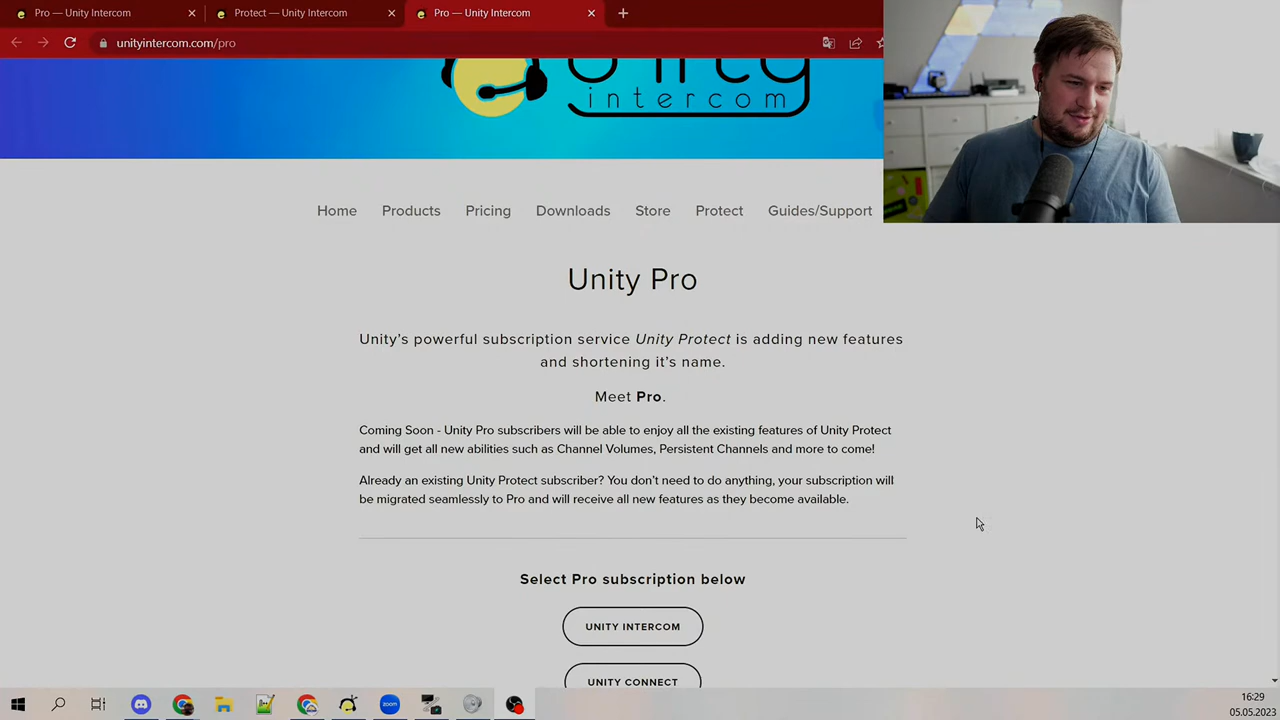 Pro — Unity Intercom
Protect — Unity Intercom
Pro — Unity Intercom
unityintercom.com/pro
unity
intercom
Home Products Pricing Downloads Store Protect Guides/Support
Unity Pro
Unity's powerful subscription service Unity Protect is adding new features
and shortening it's name.
Meet Pro.
Coming Soon - Unity Pro subscribers will be able to enjoy all the existing features of Unity Protect
and will get all new abilities such as Channel Volumes, Persistent Channels and more to come!
Already an existing Unity Protect subscriber? You don't need to do anything, your subscription will
be migrated seamlessly to Pro and will receive all new features as they become available.
Select Pro subscription below
UNITY INTERCOM
UNITY CONNECT
zoom
16:29
05.05.2023